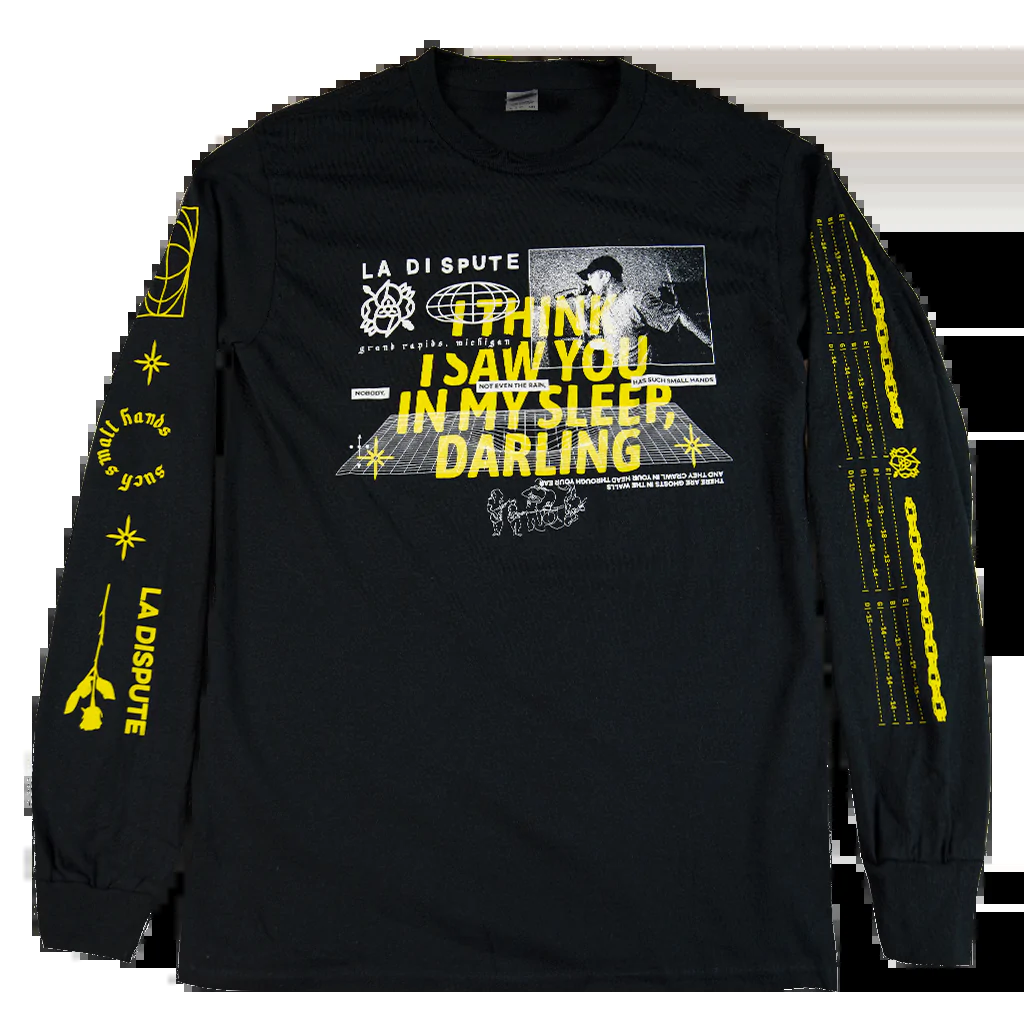 LA DISPUTE
grand rapids, michigan
I THINK
I SAW YOU
IN MY SLEEP,
DARLING
NOBODY,
NOT EVEN THE RAIN,
HAS SUCH SMALL HANDS
THERE ARE GHOSTS IN THE WALLS
AND THEY CRAWL IN YOUR HEAD THROUGH YOUR EAR
such small hands
LA DISPUTE